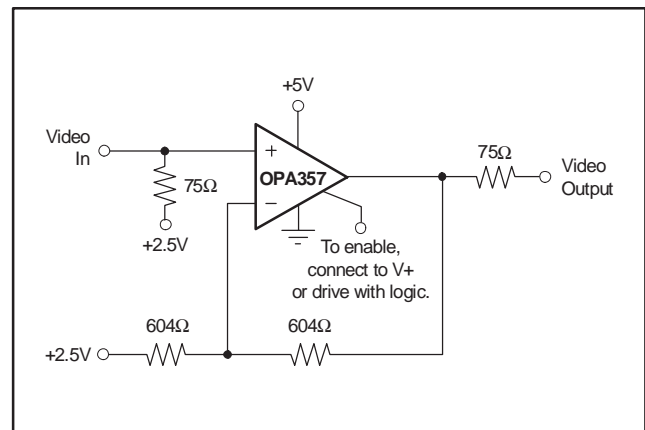 +5V
Video
In
+
75Ω
OPA357
−
+2.5V
75Ω
Video
Output
To enable,
connect to V+
or drive with logic.
604Ω
604Ω
+2.5V